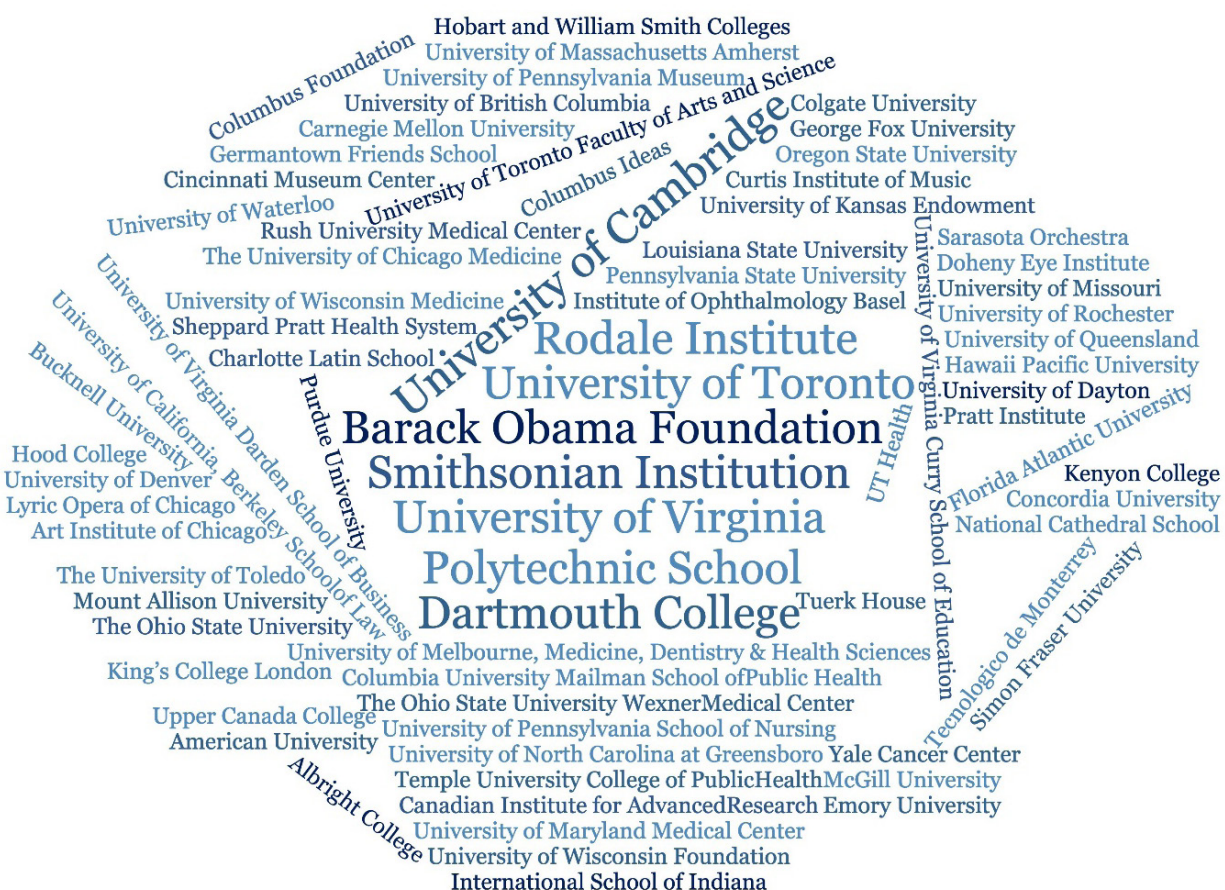 Hobart and William Smith Colleges
Columbus Foundation
University of Massachusetts Amherst
University of Pennsylvania Museum
University of Toronto Faculty of Arts and Science
University of British Columbia
University of Cambridge
Colgate University
Carnegie Mellon University
George Fox University
Germantown Friends School
Columbus Ideas
Oregon State University
Cincinnati Museum Center
Curtis Institute of Music
University of Waterloo
University of Kansas Endowment
Rush University Medical Center
Louisiana State University
University of Virginia Curry School of Education
Sarasota Orchestra
The University of Chicago Medicine
Pennsylvania State University
Doheny Eye Institute
University of Virginia Darden School of Business
University of Wisconsin Medicine
Institute of Ophthalmology Basel
University of Missouri
University of California, Berkeley Schoolof Law
Sheppard Pratt Health System
Rodale Institute
University of Rochester
Bucknell University
Charlotte Latin School
University of Queensland
Hawaii Pacific University
Purdue University
University of Toronto
University of Dayton
Barack Obama Foundation
UT Health
Pratt Institute
Florida Atlantic University
Hood College
Smithsonian Institution
Kenyon College
University of Denver
Concordia University
Lyric Opera of Chicago
University of Virginia
National Cathedral School
Art Institute of Chicago
The University of Toledo
Polytechnic School
Tecnologico de Monterrey
Simon Fraser University
Mount Allison University
Dartmouth College
Tuerk House
The Ohio State University
University of Melbourne, Medicine, Dentistry & Health Sciences
King’s College London
Columbia University Mailman School ofPublic Health
The Ohio State University WexnerMedical Center
Upper Canada College
University of Pennsylvania School of Nursing
American University
University of North Carolina at Greensboro
Yale Cancer Center
Albright College
Temple University College of PublicHealth
McGill University
Canadian Institute for AdvancedResearch
Emory University
University of Maryland Medical Center
University of Wisconsin Foundation
International School of Indiana